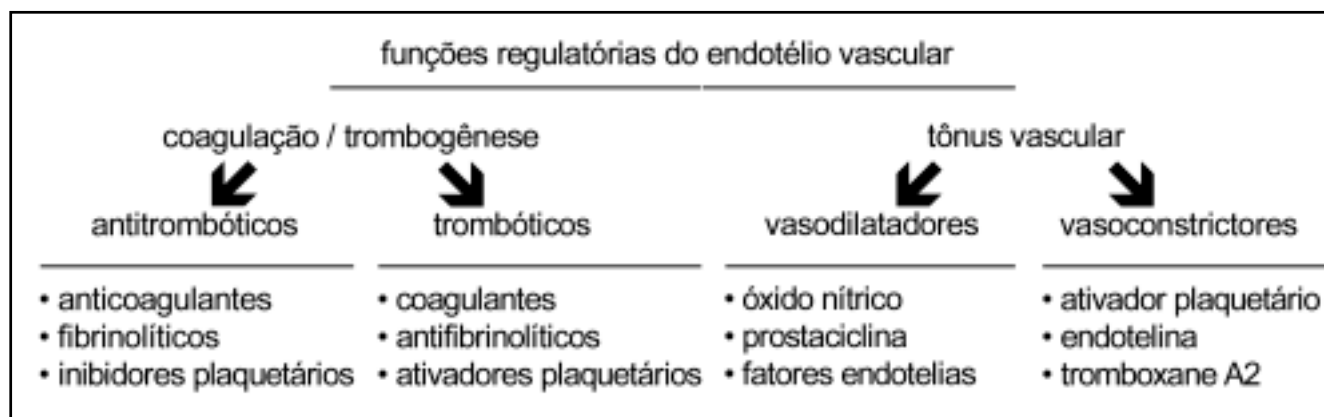 funções regulatórias do endotélio vascular
coagulação / trombogênese
tônus vascular
antitrombóticos
trombóticos
vasodilatadores
vasoconstrictores
• anticoagulantes
• fibrinolíticos
• inibidores plaquetários
• coagulantes
• antifibrinolíticos
• ativadores plaquetários
• óxido nítrico
• prostaciclina
• fatores endotelias
• ativador plaquetário
• endotelina
• tromboxane A2